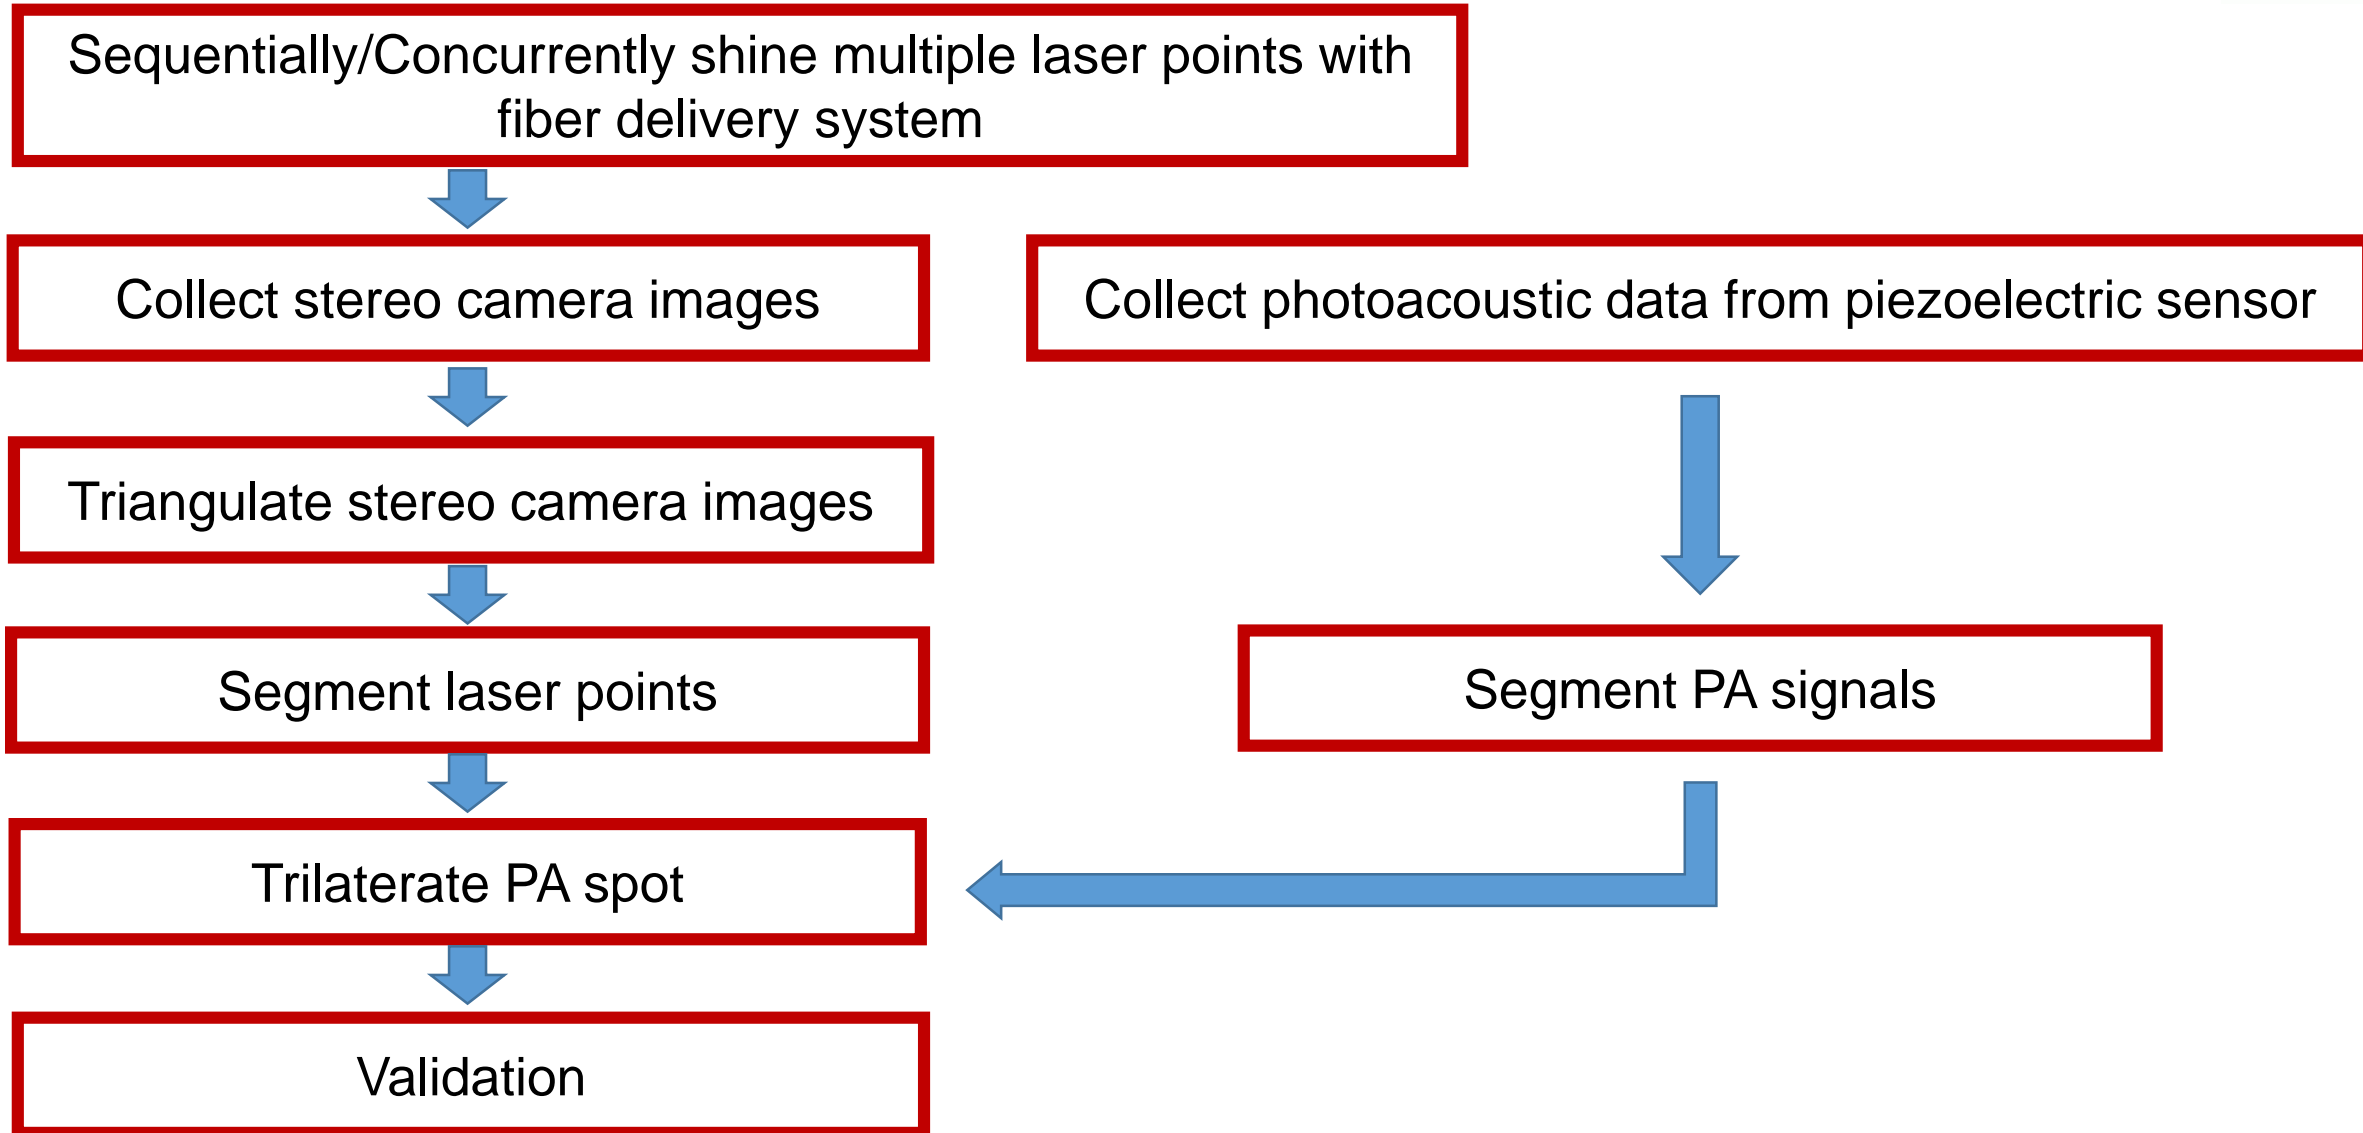 Sequentially/Concurrently shine multiple laser points with
fiber delivery system
Collect stereo camera images
Collect photoacoustic data from piezoelectric sensor
Triangulate stereo camera images
Segment laser points
Segment PA signals
Trilaterate PA spot
Validation